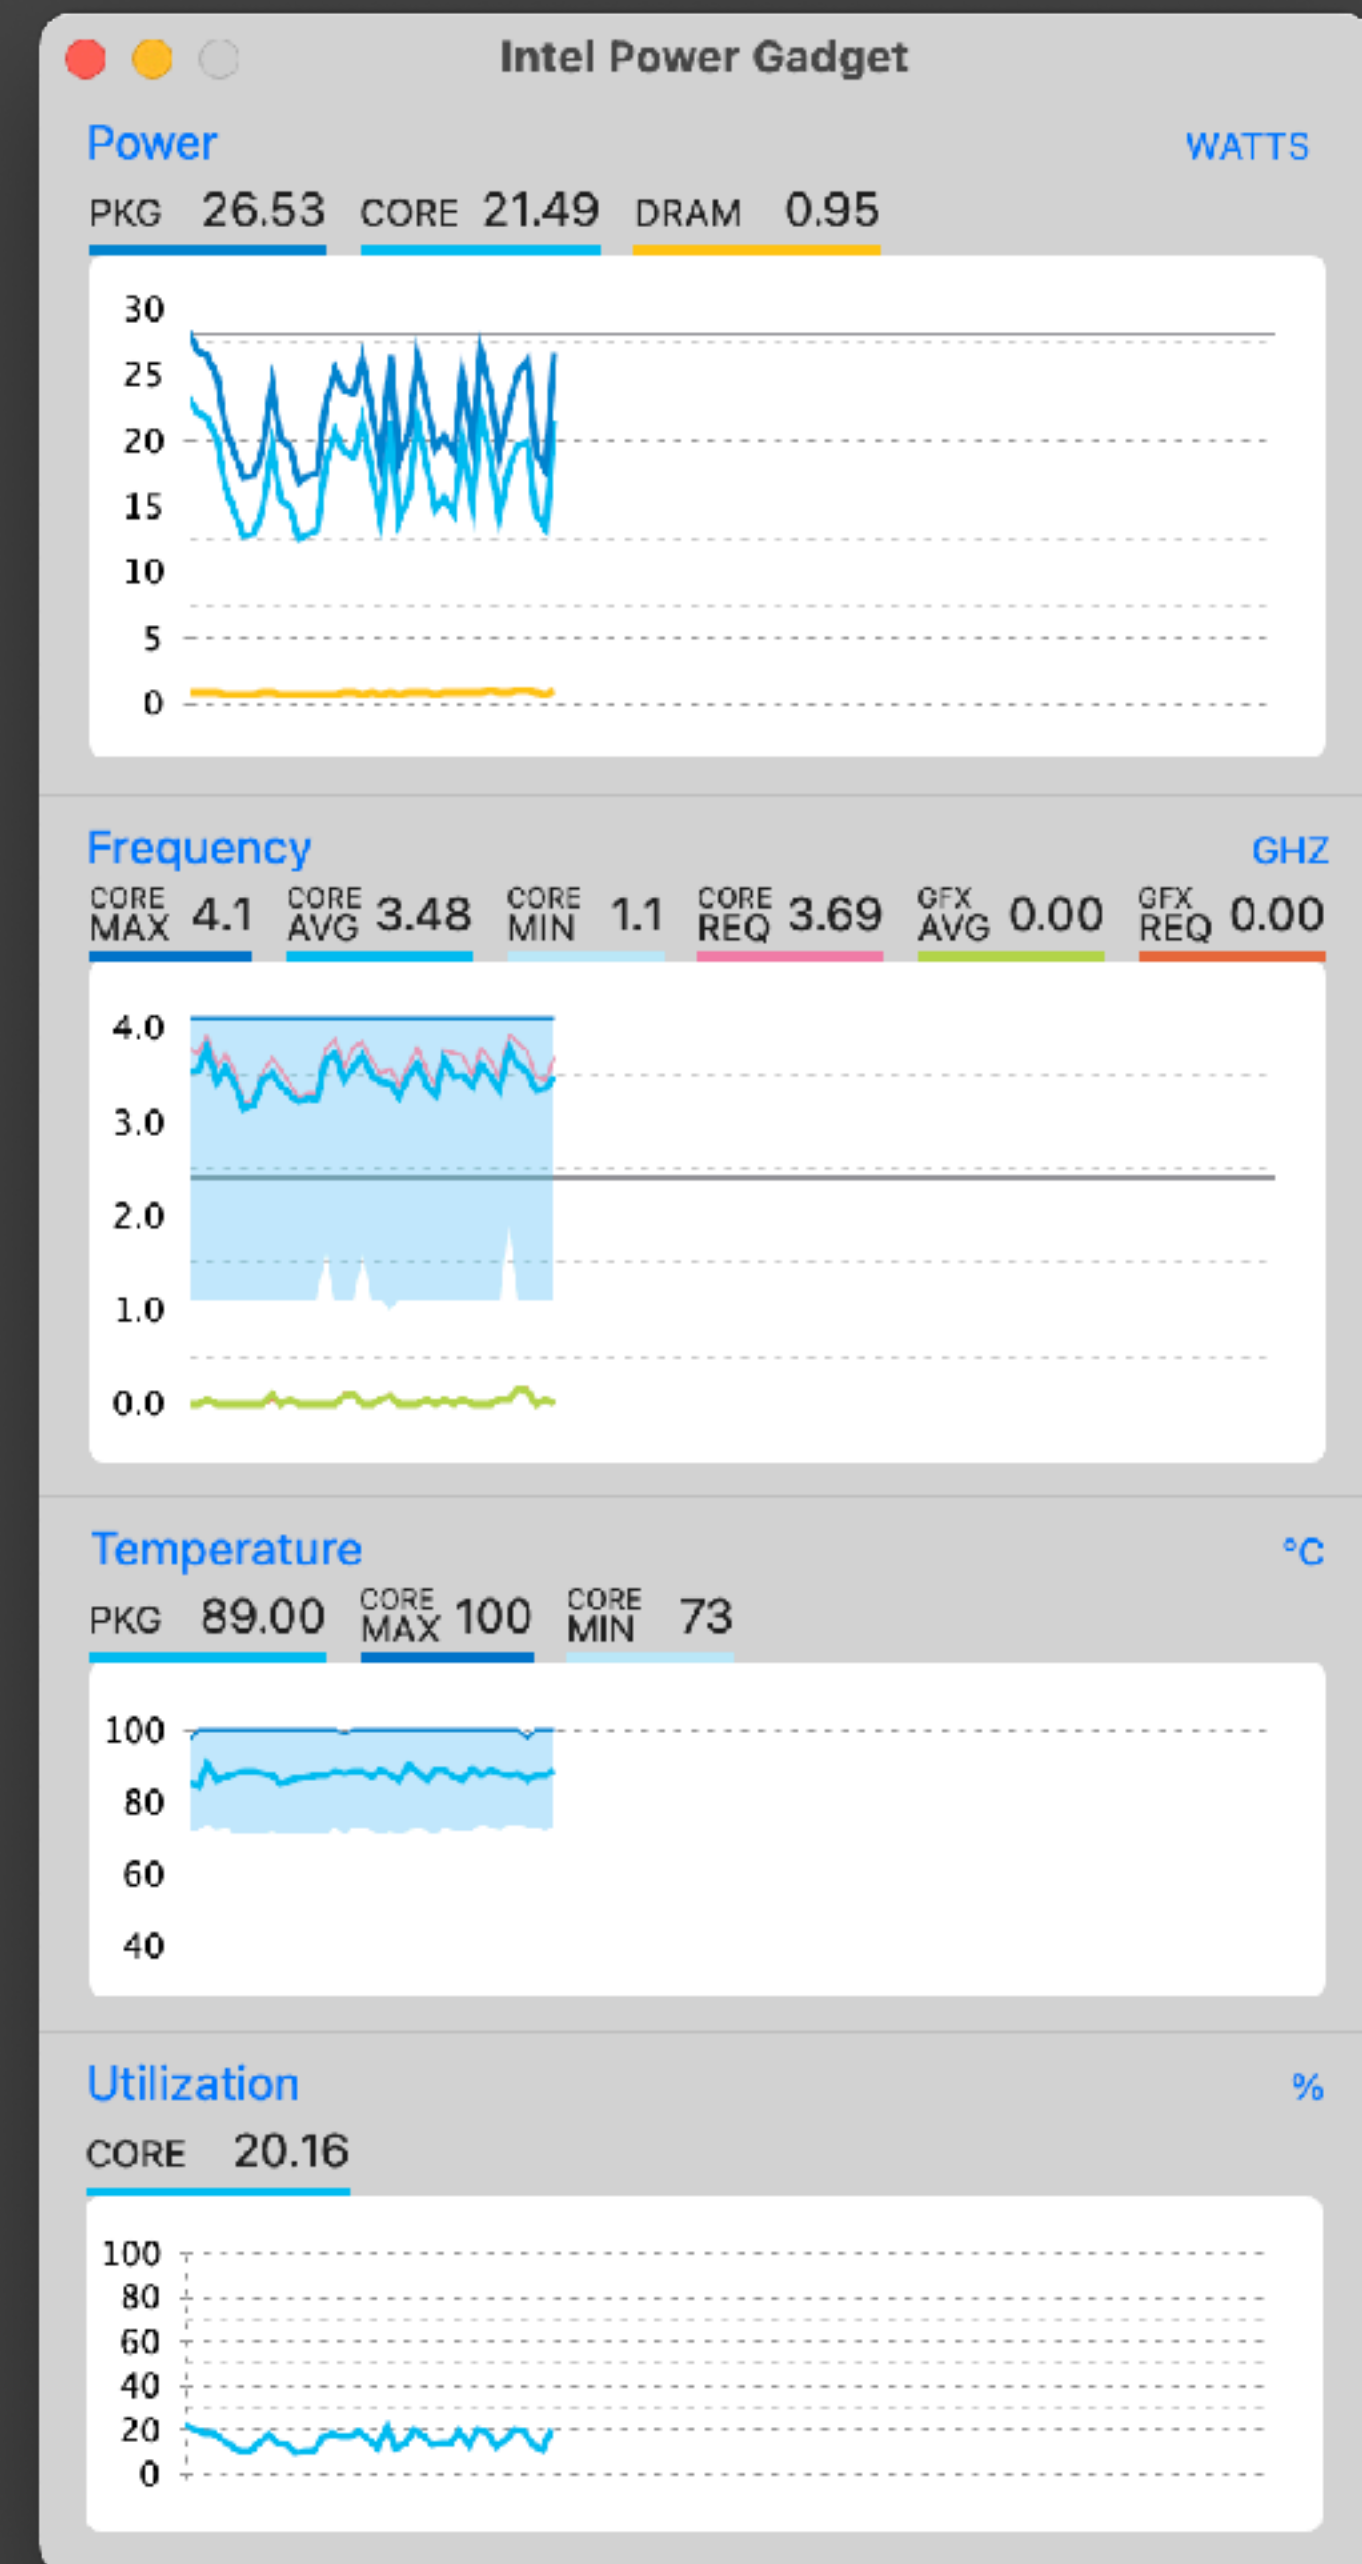 Intel Power Gadget
Power WATTS
PKG 26.53 CORE 21.49 DRAM 0.95
30
25
20
15
10
5
0
Frequency GHZ
CORE MAX 4.1 CORE AVG 3.48 CORE MIN 1.1 CORE REQ 3.69 GFX AVG 0.00 GFX REQ 0.00
4.0
3.0
2.0
1.0
0.0
Temperature °C
PKG 89.00 CORE MAX 100 CORE MIN 73
100
80
60
40
Utilization %
CORE 20.16
100
80
60
40
20
0